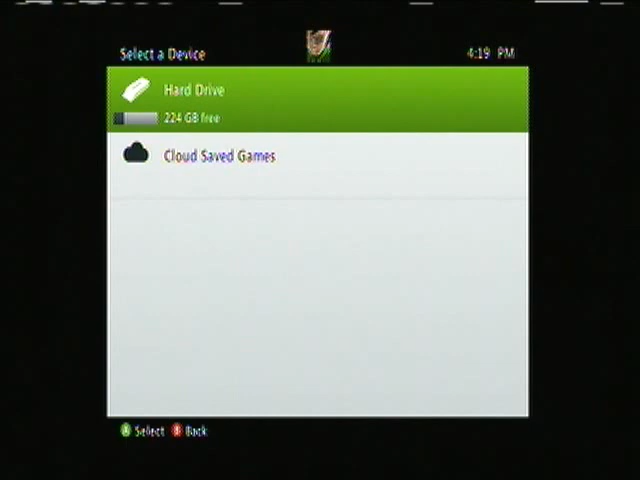 Select a Device
4:19 PM
Hard Drive
224 GB free
Cloud Saved Games
A Select B Back